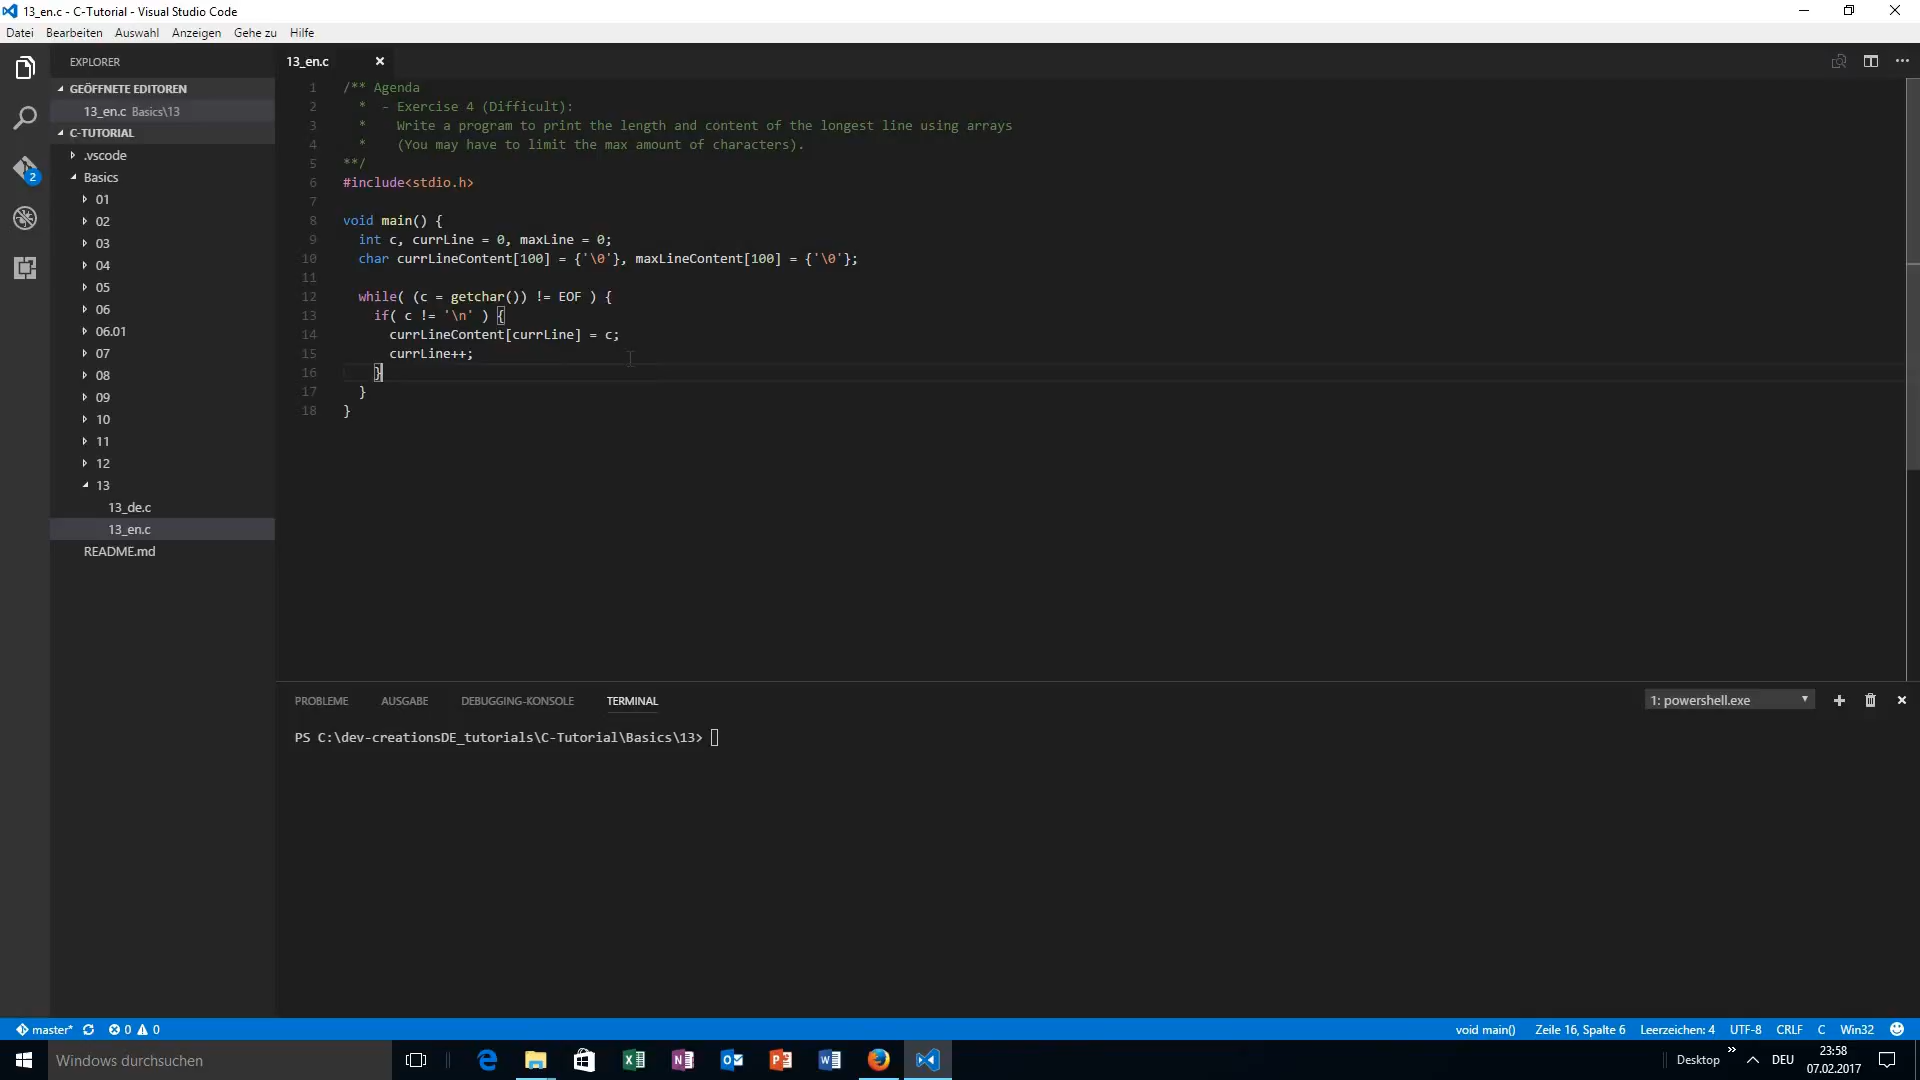 13_en.c - C-Tutorial - Visual Studio Code
Datei Bearbeiten Auswahl Anzeigen Gehe zu Hilfe
EXPLORER
GEÖFFNETE EDITOREN
13_en.c Basics\13
C-TUTORIAL
.vscode
Basics
01
02
03
04
05
06
06.01
07
08
09
10
11
12
13
13_de.c
13_en.c
README.md
2
13_en.c
1 /** Agenda
2 * - Exercise 4 (Difficult):
3 * Write a program to print the length and content of the longest line using arrays
4 * (You may have to limit the max amount of characters).
5 **/
6 #include<stdio.h>
7
8 void main() {
9 int c, currLine = 0, maxLine = 0;
10 char currLineContent[100] = {'\0'}, maxLineContent[100] = {'\0'};
11
12 while( (c = getchar()) != EOF ) {
13 if( c != '\n' ) {
14 currLineContent[currLine] = c;
15 currLine++;
16 }
17 }
18 }
PROBLEME AUSGABE DEBUGGING-KONSOLE TERMINAL
1: powershell.exe
PS C:\dev-creationsDE_tutorials\C-Tutorial\Basics\13>
master* 0 0
void main() Zeile 16, Spalte 6 Leerzeichen: 4 UTF-8 CRLF C Win32
Windows durchsuchen
Desktop
DEU
23:58
07.02.2017